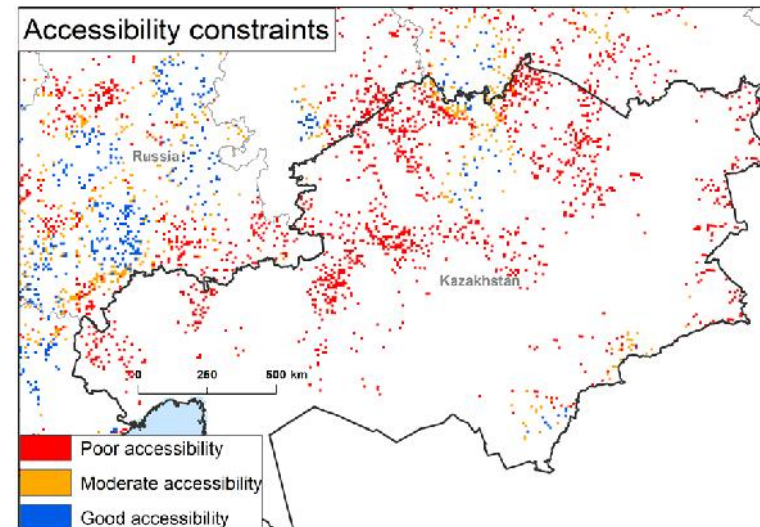 Accessibility constraints
Russia
Kazakhstan
0 250 500 km
Poor accessibility
Moderate accessibility
Good accessibility